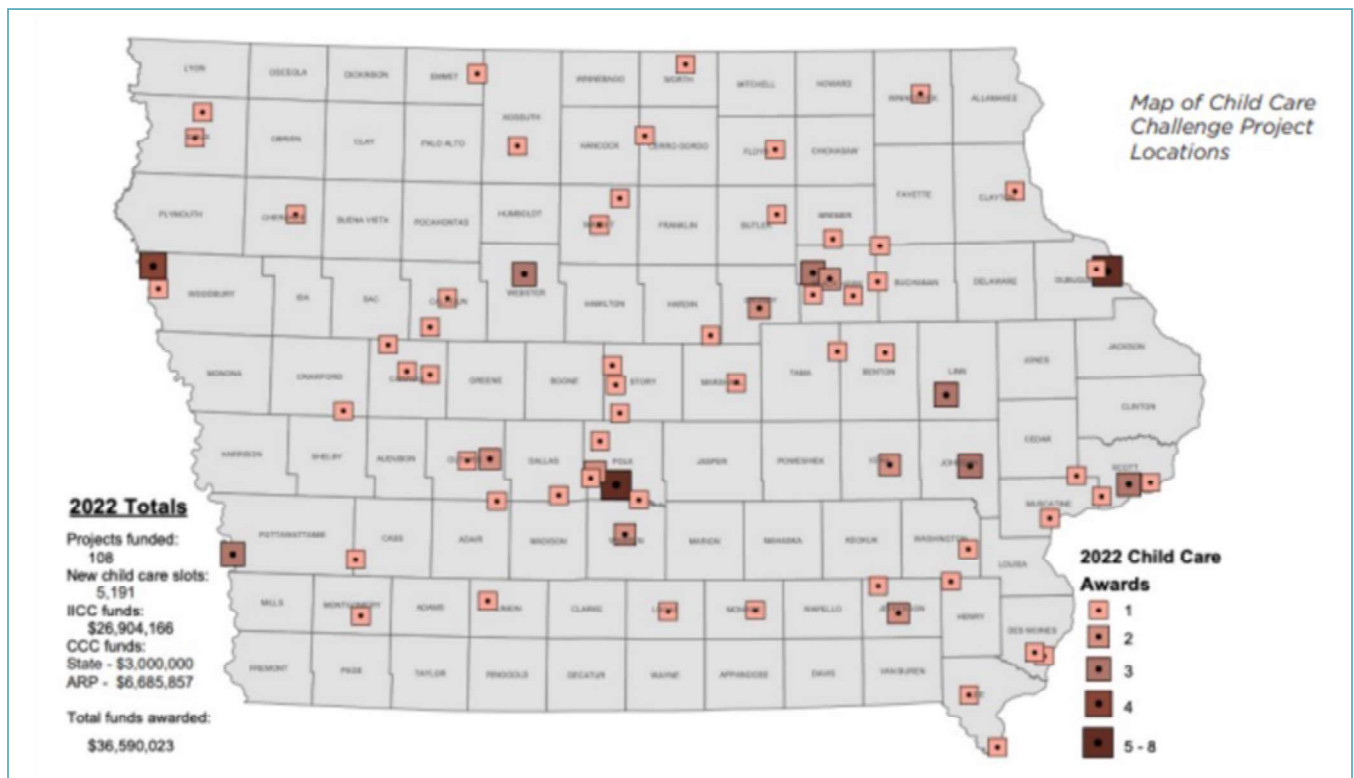 Map of Child Care
Challenge Project
Locations
LYON
OSCEOLA
DICKINSON
EMMET
WINNEBAGO
WORTH
MITCHELL
HOWARD
ALLAMAKEE
KOSSUTH
CLAY
PALO ALTO
HANCOCK
CERRO GORDO
CHICKASAW
FAYETTE
PLYMOUTH
BUENA VISTA
POCAHONTAS
HUMBOLDT
FRANKLIN
BUTLER
BREMER
WOODBURY
IDA
SAC
WEBSTER
HAMILTON
HARDIN
BUCHANAN
DELAWARE
MONONA
CRAWFORD
GREENE
BOONE
STORY
TAMA
BENTON
LINN
JONES
JACKSON
CLINTON
CEDAR
HARRISON
SHELBY
AUDUBON
DALLAS
POLK
JASPER
POWESHIEK
SCOTT
MUSCATINE
POTTAWATTAMIE
CASS
ADAIR
MADISON
MARION
MAHASKA
KEOKUK
WASHINGTON
LOUISA
MILLS
MONTGOMERY
ADAMS
CLARKE
WAPELLO
HENRY
DES MOINES
FREMONT
PAGE
TAYLOR
RINGGOLD
DECATUR
WAYNE
APPANOOSE
DAVIS
VAN BUREN
2022 Totals
Projects funded:
108
New child care slots:
5,191
IICC funds:
$26,904,166
CCC funds:
State - $3,000,000
ARP - $6,685,857
Total funds awarded:
$36,590,023
2022 Child Care
Awards
1
2
3
4
5 - 8